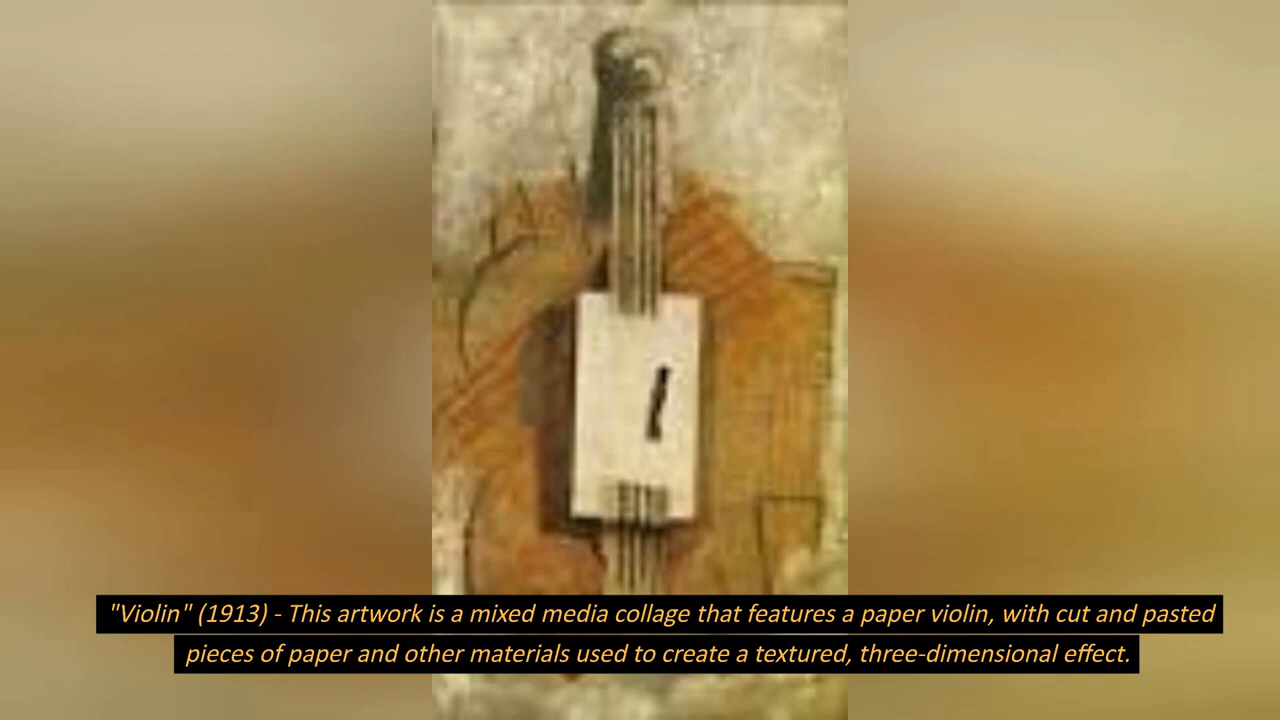 "Violin" (1913) - This artwork is a mixed media collage that features a paper violin, with cut and pasted
pieces of paper and other materials used to create a textured, three-dimensional effect.